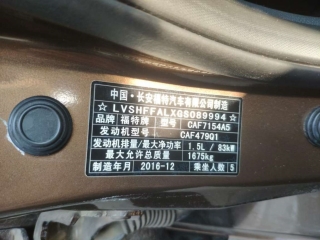 中国·长安福特汽车有限公司制造
☆LVSHFFALXGS089994☆
品牌 福特牌 型号 CAF7154A5
发动机型号 CAF479Q1
发动机排量/最大净功率 1.5L / 83kW
最大允许总质量 1675kg
制造年月 2016-12 乘坐人数 5